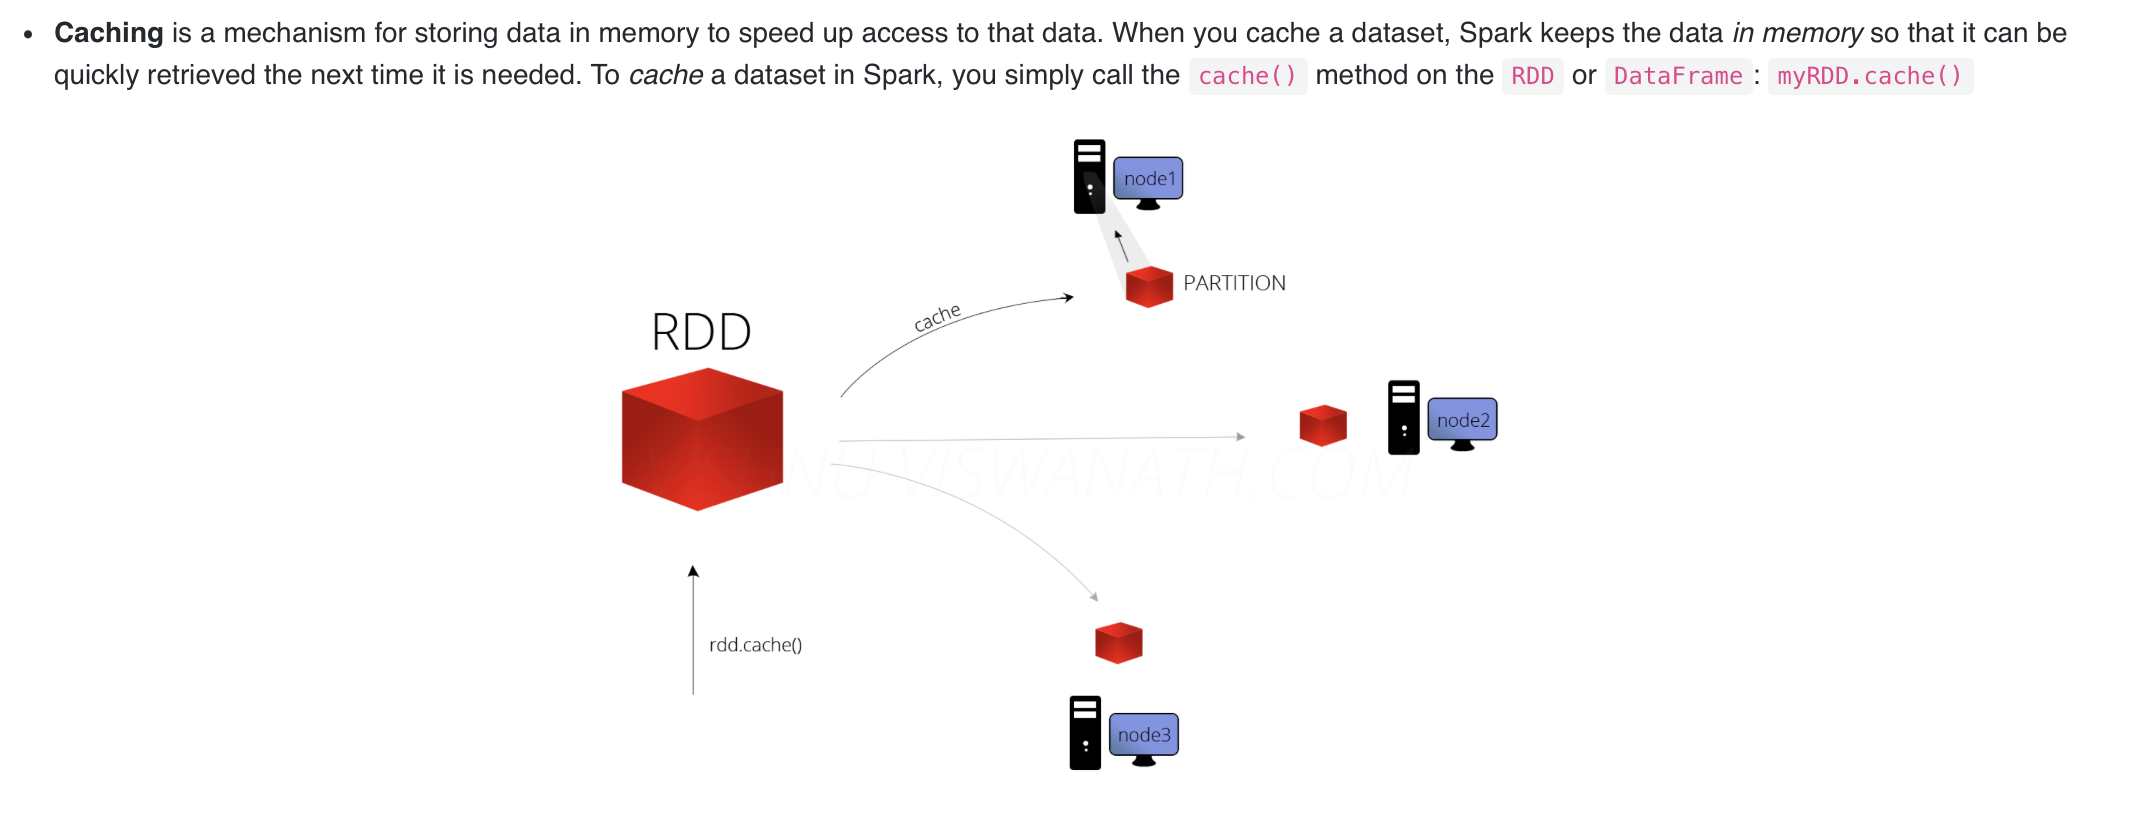 • Caching is a mechanism for storing data in memory to speed up access to that data. When you cache a dataset, Spark keeps the data in memory so that it can be
quickly retrieved the next time it is needed. To cache a dataset in Spark, you simply call the cache() method on the RDD or DataFrame: myRDD.cache()
node1
PARTITION
cache
RDD
node2
VISWANATH.COM
rdd.cache()
node3